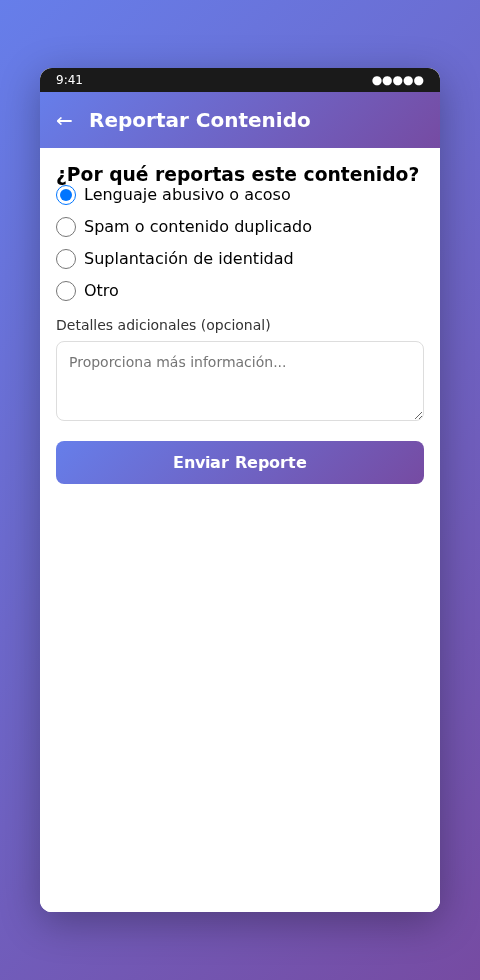 9:41 ●●●●●
← Reportar Contenido
¿Por qué reportas este contenido?
Lenguaje abusivo o acoso
Spam o contenido duplicado
Suplantación de identidad
Otro
Detalles adicionales (opcional)
Proporciona más información...
Enviar Reporte